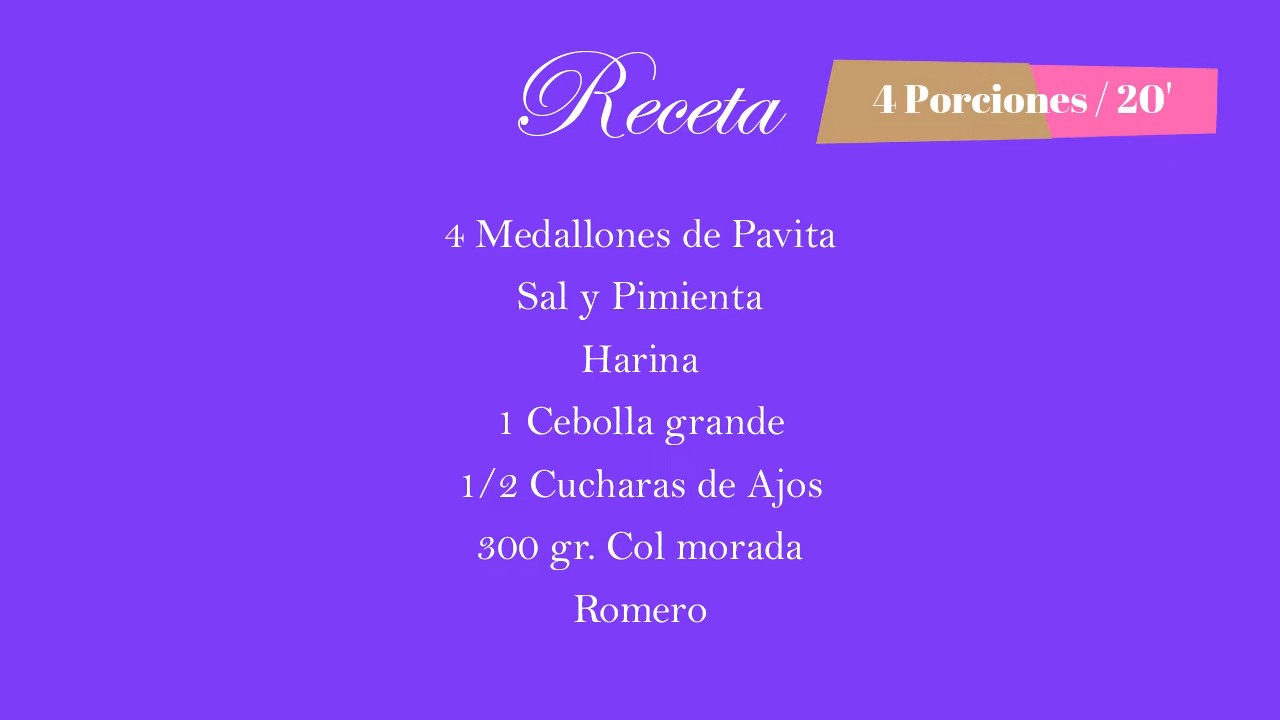 Receta
4 Porciones / 20'
4 Medallones de Pavita
Sal y Pimienta
Harina
1 Cebolla grande
1/2 Cucharas de Ajos
300 gr. Col morada
Romero